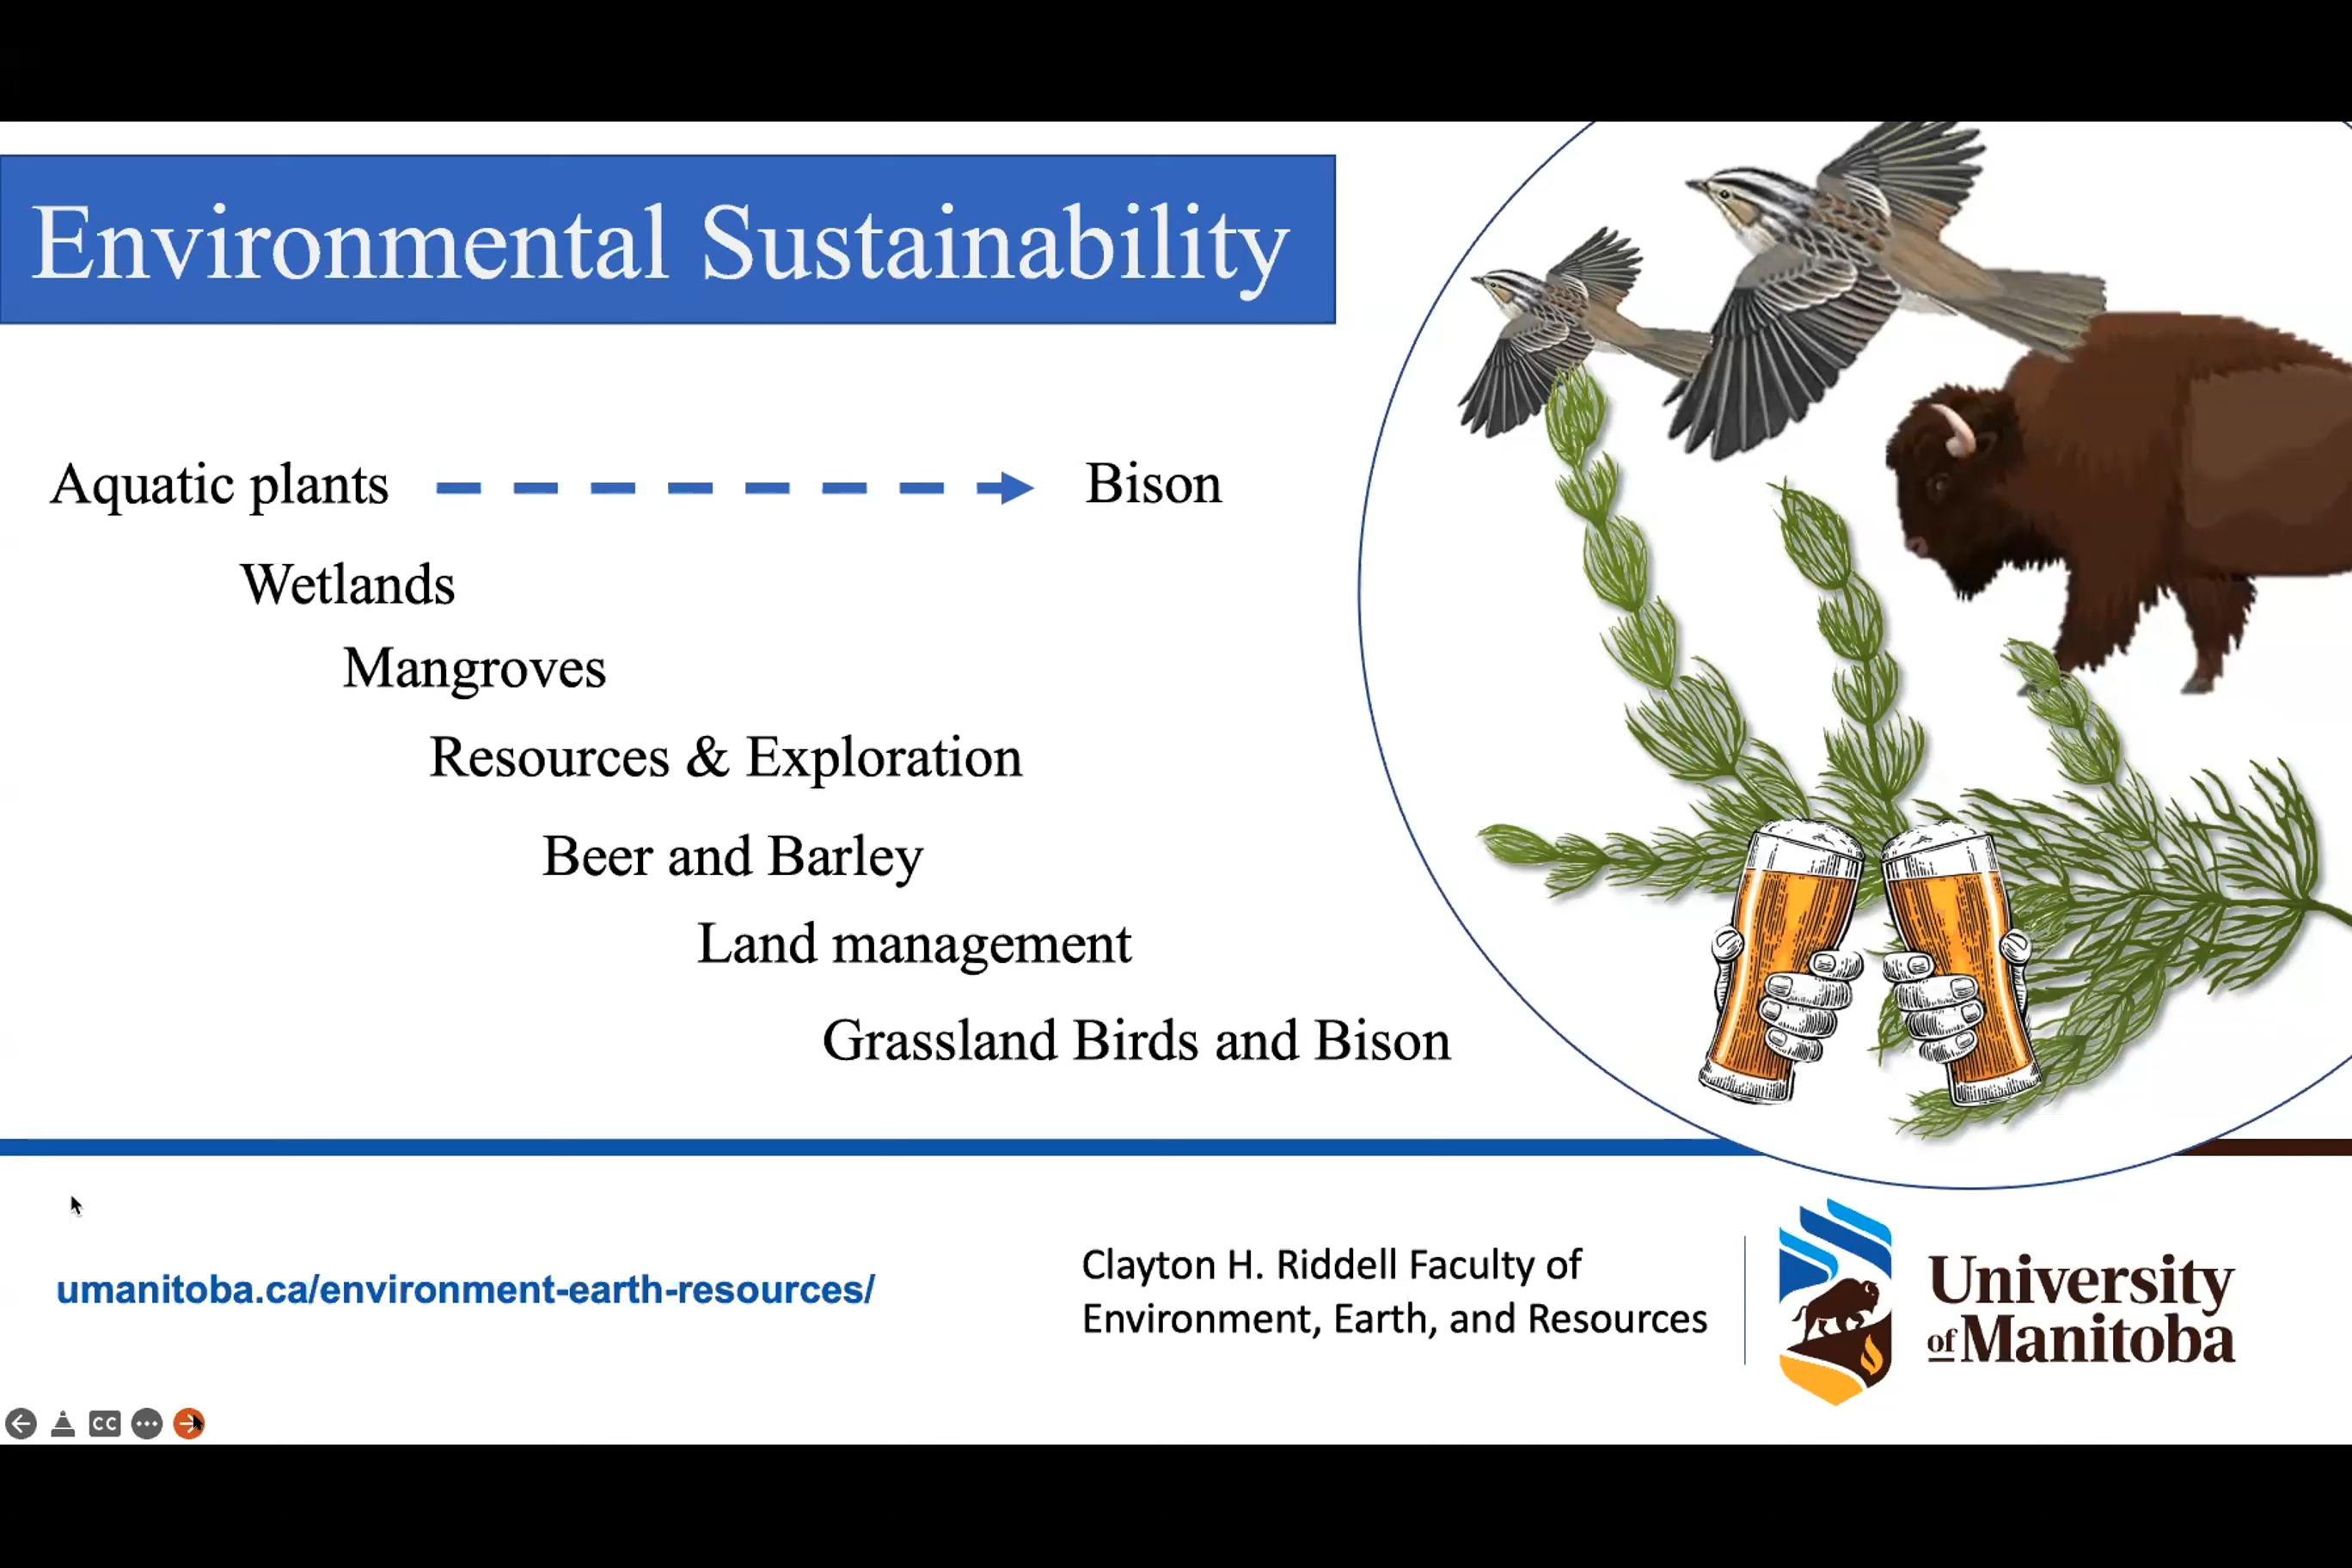 Environmental Sustainability
Aquatic plants Bison
Wetlands
Mangroves
Resources & Exploration
Beer and Barley
Land management
Grassland Birds and Bison
umanitoba.ca/environment-earth-resources/
Clayton H. Riddell Faculty of
Environment, Earth, and Resources
University
of Manitoba
CC